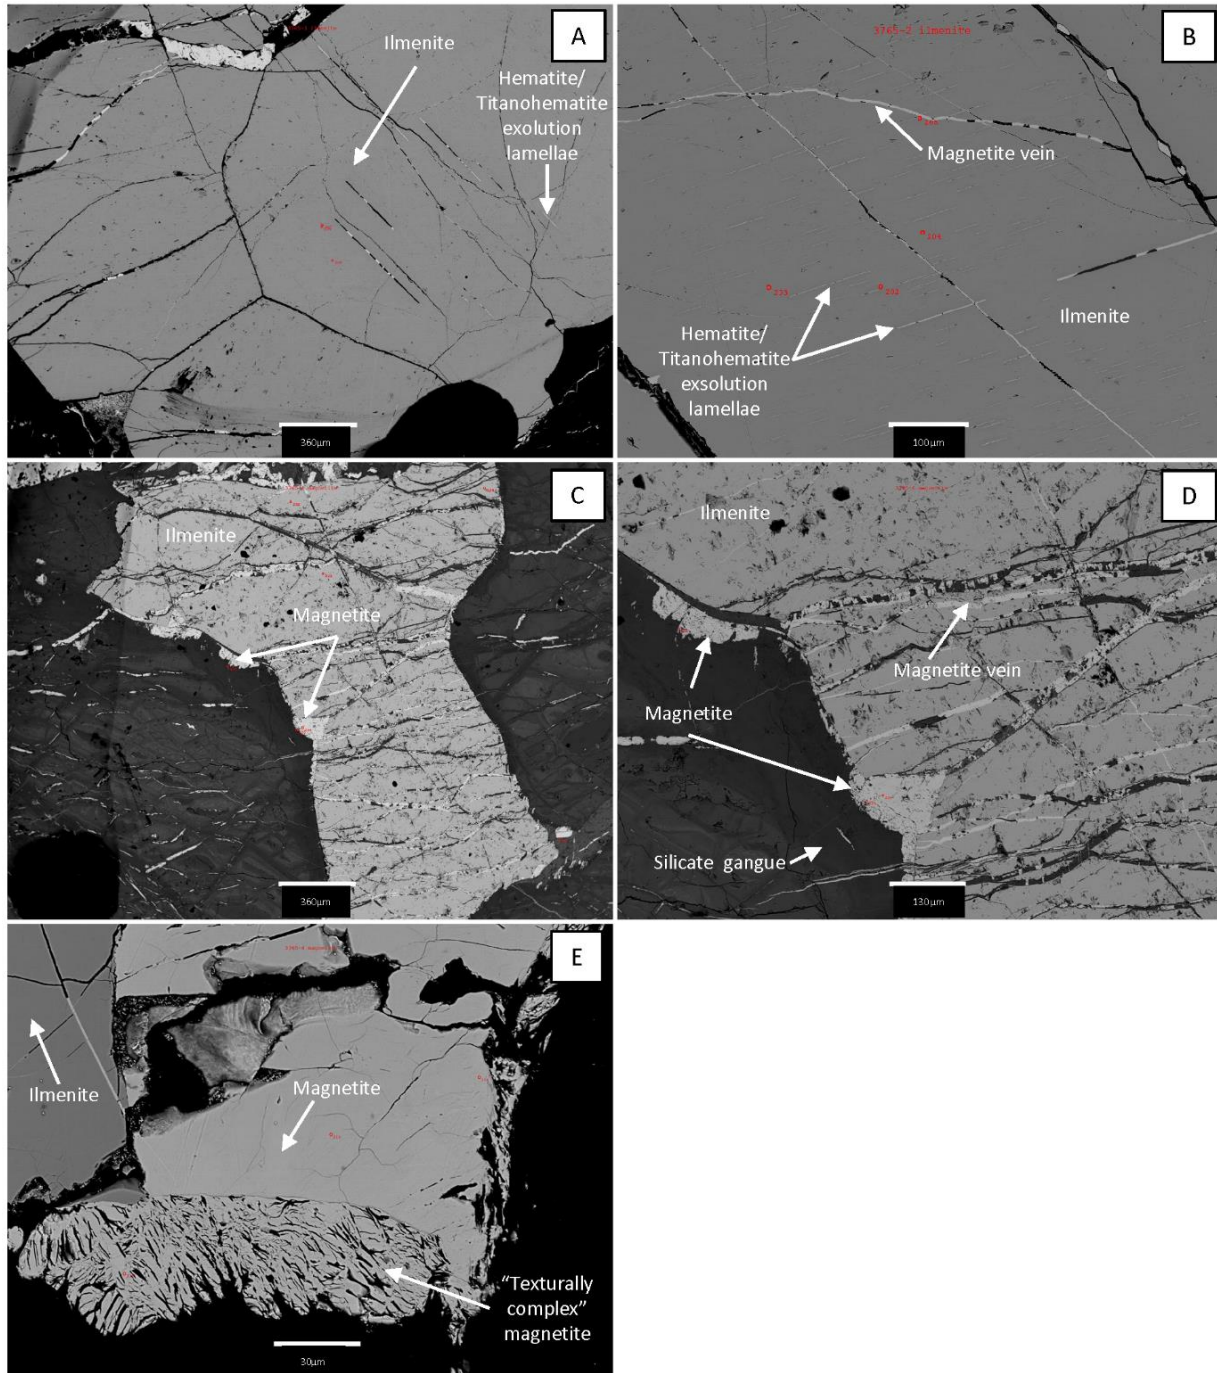 A
Ilmenite
Hematite/
Titanohematite
exolution
lamellae
360µm
B
3765-2 ilmenite
Magnetite vein
Hematite/
Titanohematite
exsolution
lamellae
Ilmenite
100µm
C
Ilmenite
Magnetite
360µm
D
Ilmenite
Magnetite vein
Magnetite
Silicate gangue
130µm
E
Ilmenite
Magnetite
"Texturally
complex"
magnetite
30µm